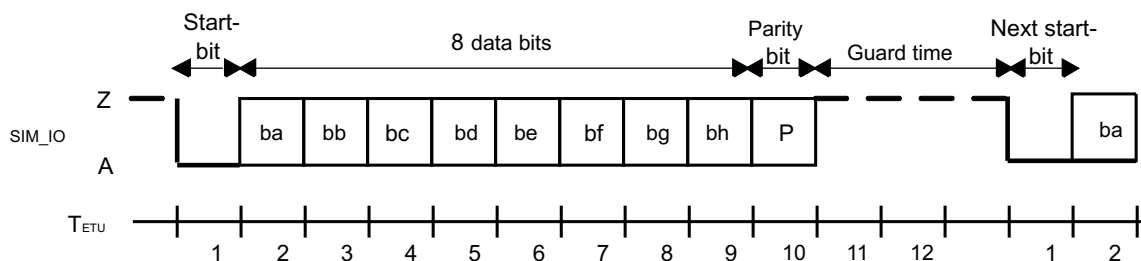 Start-
bit
8 data bits
Parity
bit
Guard time
Next start-
bit
Z
SIM_IO
A
ba bb bc bd be bf bg bh P ba
TETU
1 2 3 4 5 6 7 8 9 10 11 12 1 2